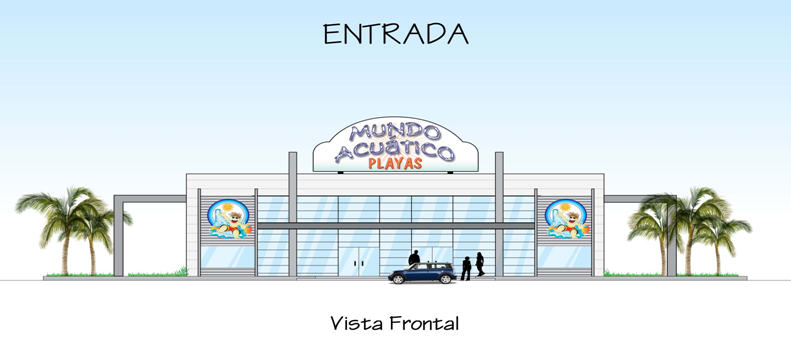 ENTRADA
MUNDO
ACUáTICO
PLAYAS
Vista Frontal